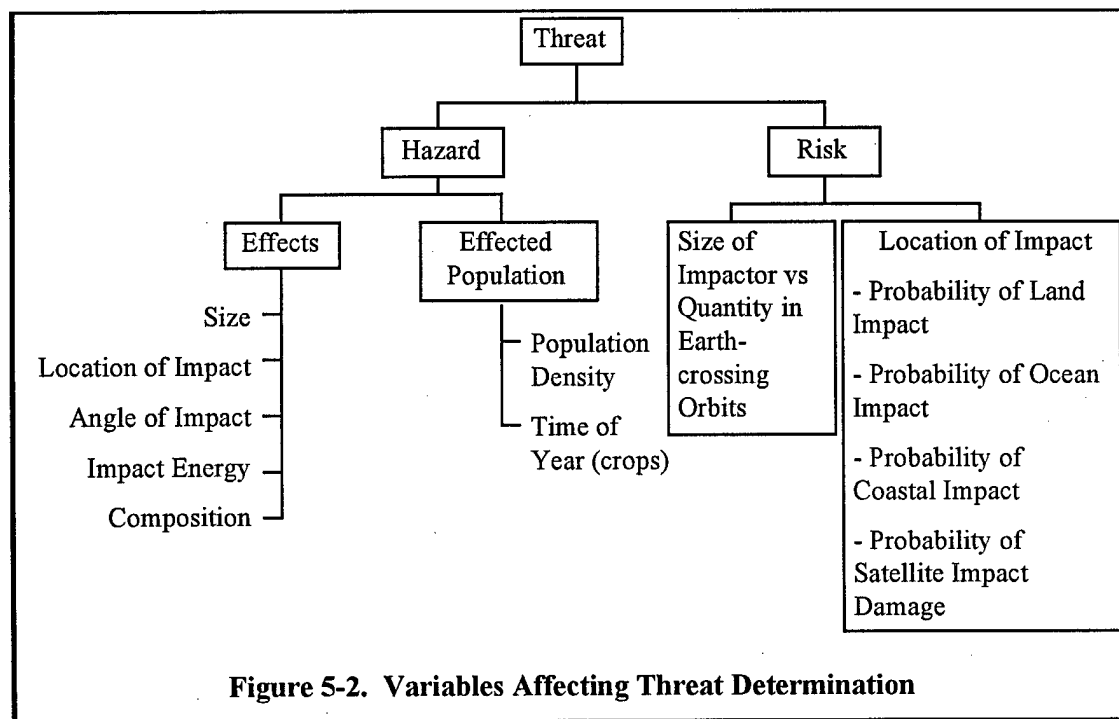 Threat
Hazard
Risk
Effects
Size
Location of Impact
Angle of Impact
Impact Energy
Composition
Effected
Population
Population
Density
Time of
Year (crops)
Size of
Impactor vs
Quantity in
Earth-
crossing
Orbits
Location of Impact
- Probability of Land
Impact
- Probability of Ocean
Impact
- Probability of
Coastal Impact
- Probability of
Satellite Impact
Damage
Figure 5-2. Variables Affecting Threat Determination